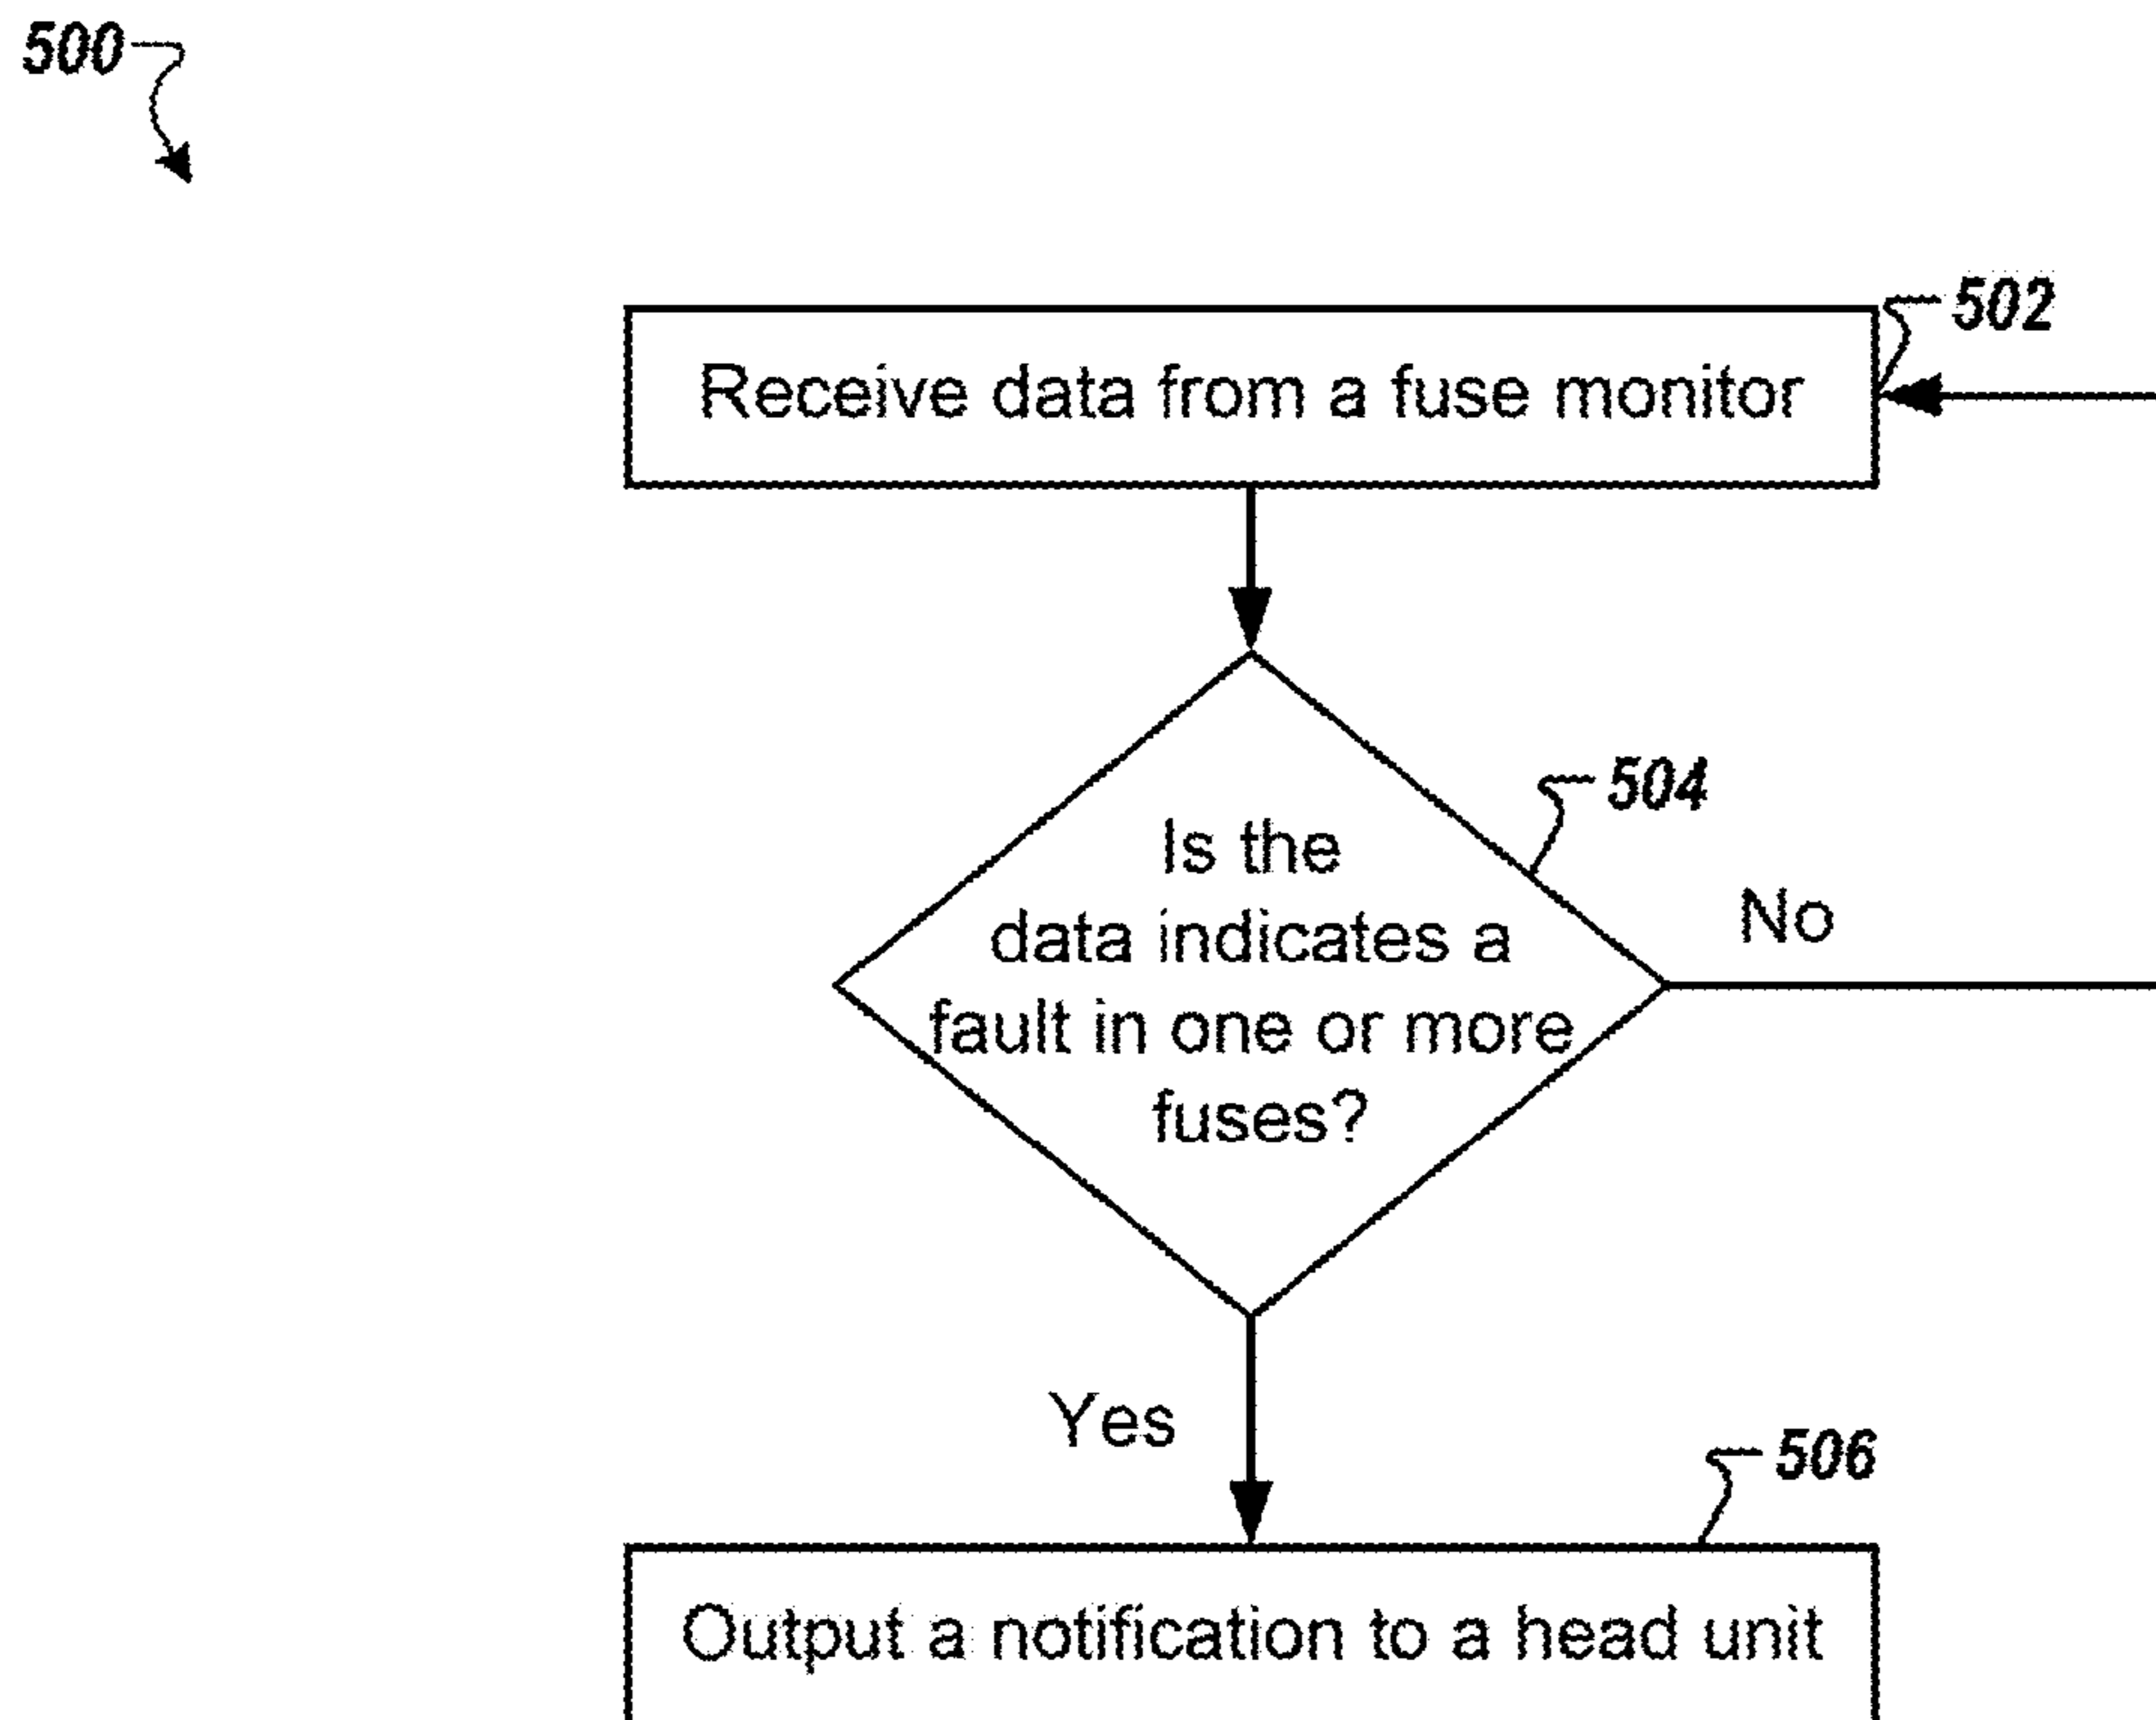 500
502
Receive data from a fuse monitor
504
Is the
data indicates a
fault in one or more
fuses?
No
Yes
506
Output a notification to a head unit